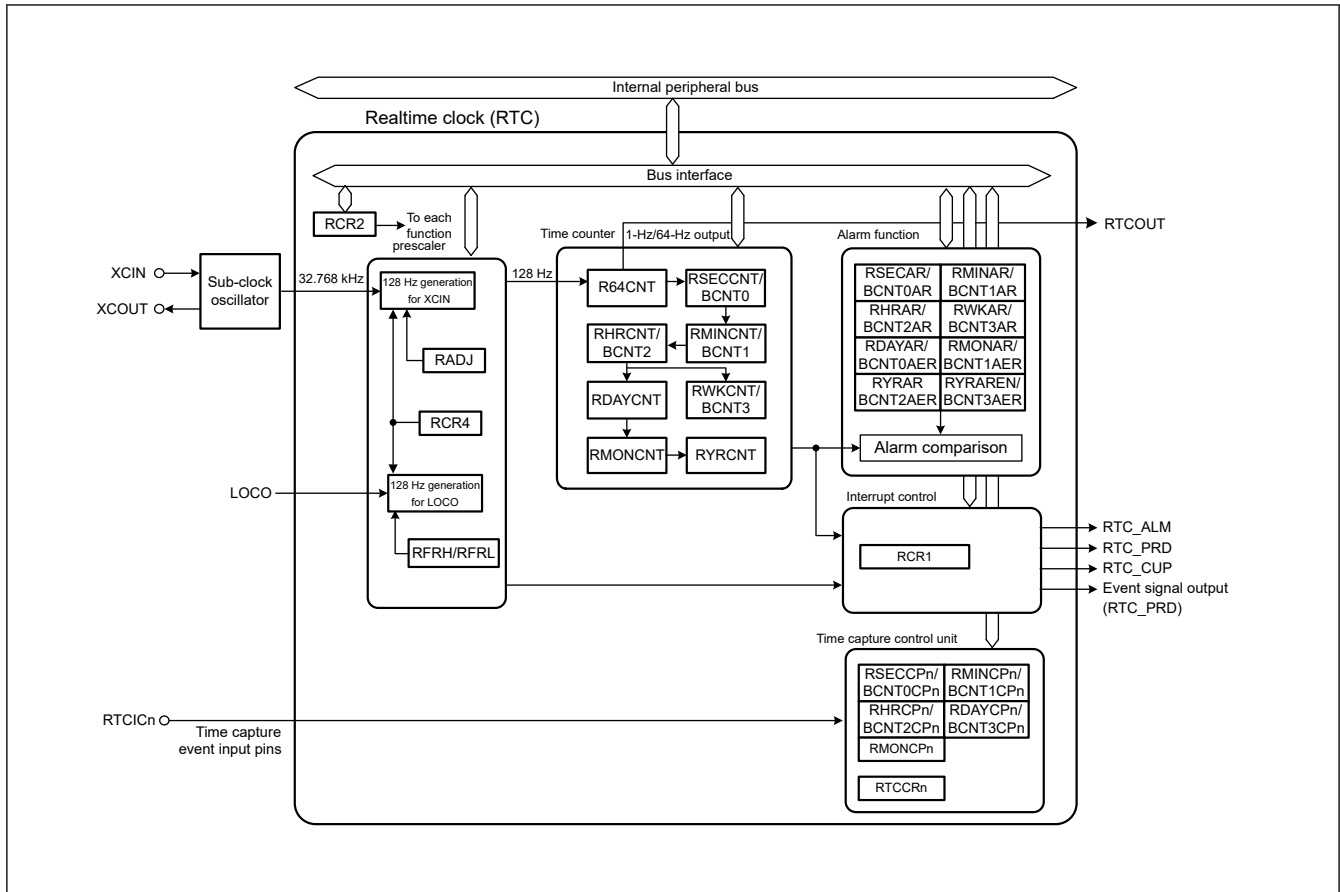 Internal peripheral bus
Realtime clock (RTC)
Bus interface
RCR2
To each
function
prescaler
Time counter
1-Hz/64-Hz output
Alarm function
RTCOUT
XCIN
XCOUT
Sub-clock
oscillator
32.768 kHz
128 Hz generation
for XCIN
RADJ
RCR4
LOCO
128 Hz generation
for LOCO
RFRH/RFRL
128 Hz
R64CNT
RSECCNT/
BCNT0
RHRCNT/
BCNT2
RMINCNT/
BCNT1
RDAYCNT
RWKCNT/
BCNT3
RMONCNT
RYRCNT
RSECAR/
BCNT0AR
RMINAR/
BCNT1AR
RHRAR/
BCNT2AR
RWKAR/
BCNT3AR
RDAYAR/
BCNT0AER
RMONAR/
BCNT1AER
RYRAR
BCNT2AER
RYRAREN/
BCNT3AER
Alarm comparison
Interrupt control
RCR1
RTC_ALM
RTC_PRD
RTC_CUP
Event signal output
(RTC_PRD)
Time capture control unit
RSECCPn/
BCNT0CPn
RMINCPn/
BCNT1CPn
RHRCPn/
BCNT2CPn
RDAYCPn/
BCNT3CPn
RMONCPn
RTCCRn
RTCICn
Time capture
event input pins